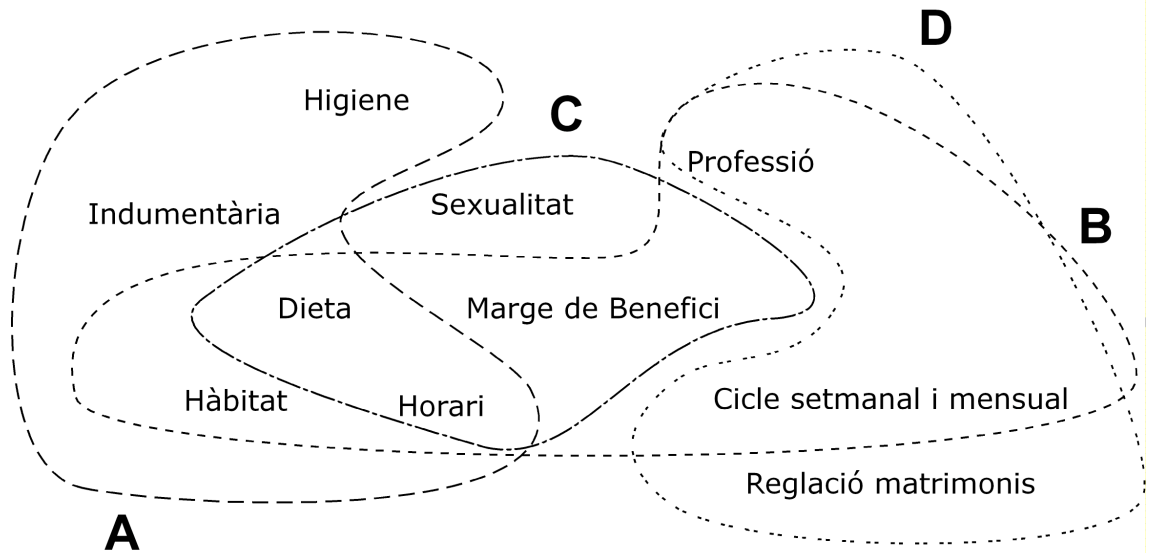 D
Higiene
C
Professió
Sexualitat
Indumentària
B
Dieta
Marge de Benefici
Hàbitat
Horari
Cicle setmanal i mensual
Reglació matrimonis
A